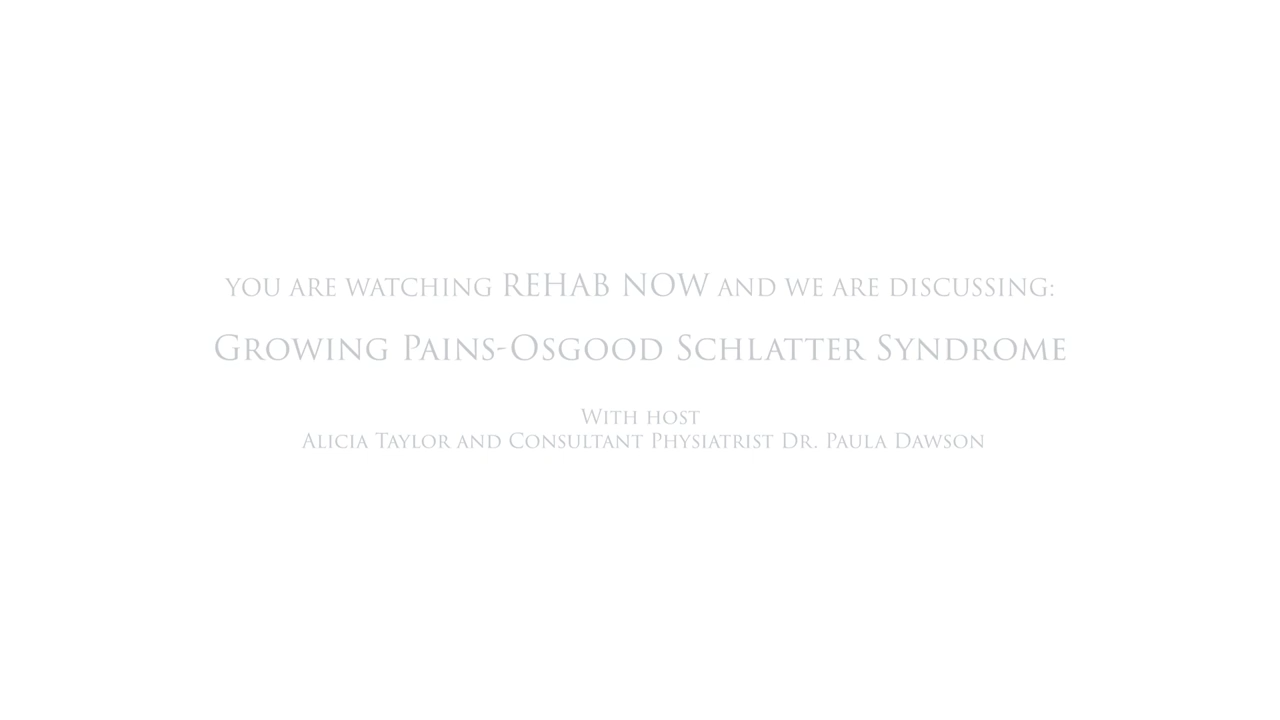 YOU ARE WATCHING REHAB NOW AND WE ARE DISCUSSING:
Growing Pains-Osgood Schlatter Syndrome
With host
Alicia Taylor and Consultant Physiatrist Dr. Paula Dawson